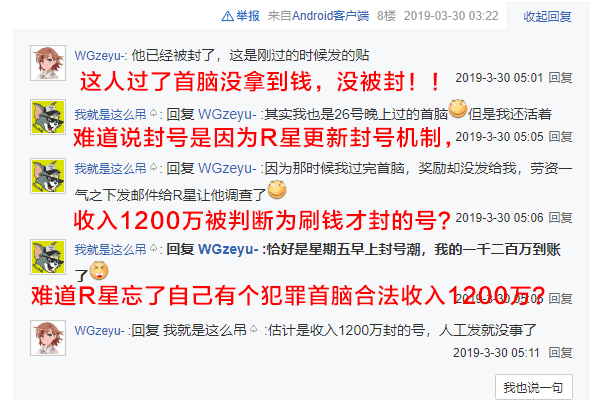 举报 来自Android客户端 8楼 2019-03-30 03:22 收起回复
WGzeyu-: 他已经被封了，这是刚过的时候发的贴
这人过了首脑没拿到钱，没被封！！ 2019-3-30 05:01 回复
我就是这么吊♤: 回复 WGzeyu- :其实我也是26号晚上过的首脑但是我还活着
难道说封号是因为R星更新封号机制， 2019-3-30 05:05 回复
我就是这么吊♤: 回复 WGzeyu- :因为那时候我过完首脑，奖励却没发给我，劳资一
气之下发邮件给R星让他调查了
收入1200万被判断为刷钱才封的号？ 2019-3-30 05:06 回复
我就是这么吊♤: 回复 WGzeyu- :恰好是星期五早上封号潮，我的一千二百万到账
了
难道R星忘了自己有个犯罪首脑合法收入1200万？ 回复
WGzeyu- :回复 我就是这么吊♤ :估计是收入1200万封的号，人工发就没事了
2019-3-30 05:11 回复
我也说一句